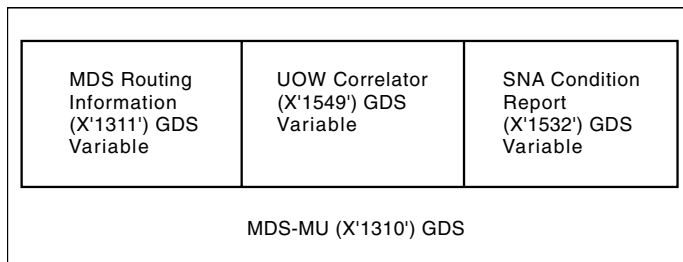 MDS Routing
Information
(X'1311') GDS
Variable
UOW Correlator
(X'1549') GDS
Variable
SNA Condition
Report
(X'1532') GDS
Variable
MDS-MU (X'1310') GDS